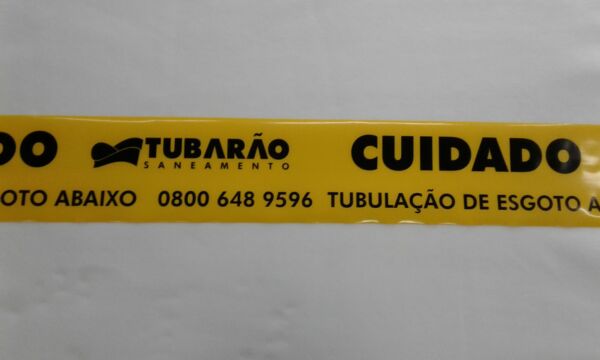 DO TUBARÃO CUIDADO
SANEAMENTO
OTO ABAIXO 0800 648 9596 TUBULAÇÃO DE ESGOTO A